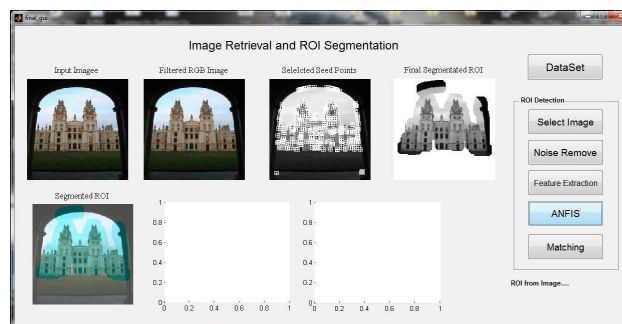 final_gui
Image Retrieval and ROI Segmentation
Input Imagee
Filtered RGB Image
Selelcted Seed Points
Final Segmentated ROI
DataSet
ROI Detection
Select Image
Noise Remove
Feature Extraction
ANFIS
Matching
ROI from Image....
Segmented ROI
1
0.8
0.6
0.4
0.2
0
0 0.2 0.4 0.6 0.8 1
1
0.8
0.6
0.4
0.2
0
0 0.2 0.4 0.6 0.8 1